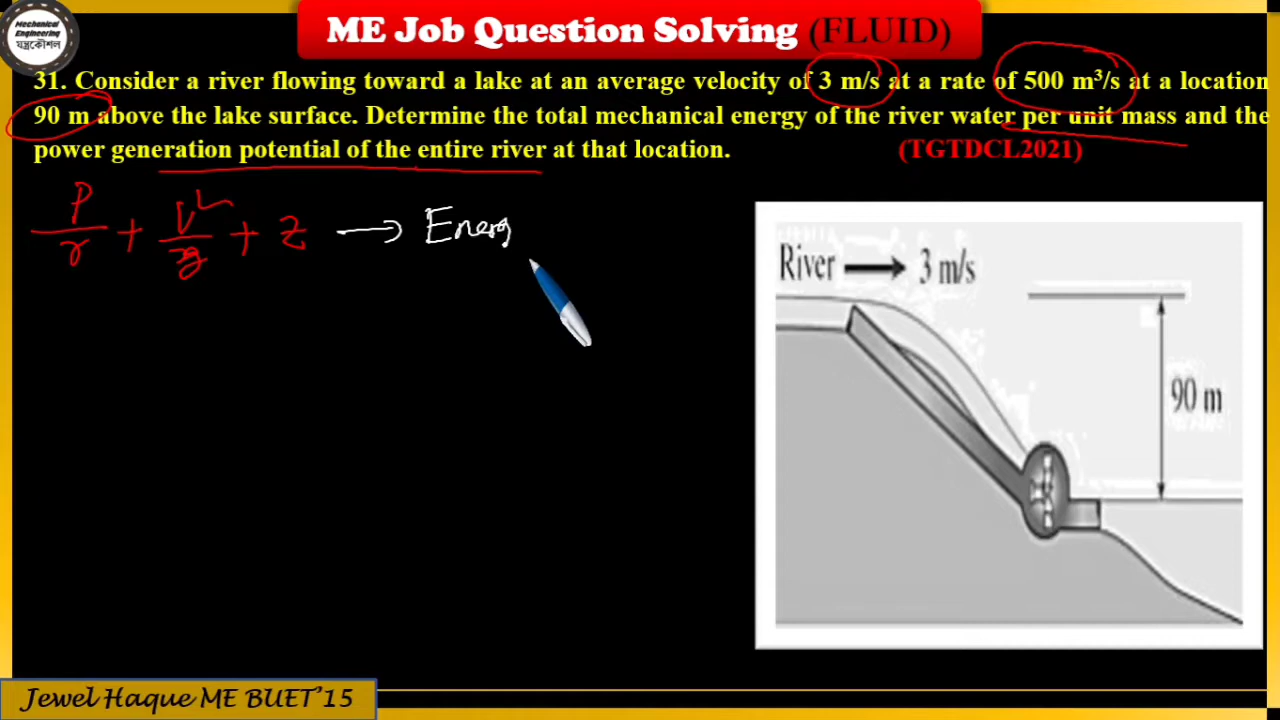 Mechanical
Engineering
যন্ত্রকৌশল
ME Job Question Solving (FLUID)
31. Consider a river flowing toward a lake at an average velocity of 3 m/s at a rate of 500 m³/s at a location
90 m above the lake surface. Determine the total mechanical energy of the river water per unit mass and the
power generation potential of the entire river at that location. (TGTDCL2021)
P/r + V²/2g + z → Energ
River → 3 m/s
90 m
Jewel Haque ME BUET'15